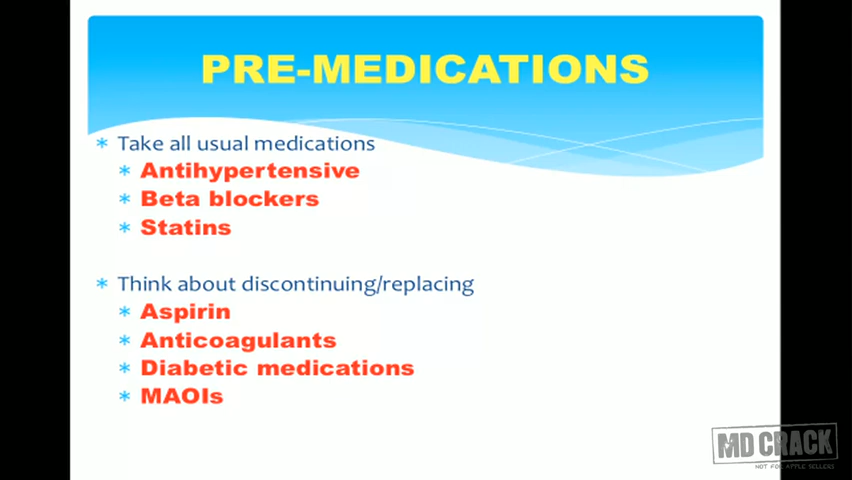 PRE-MEDICATIONS
Take all usual medications
Antihypertensive
Beta blockers
Statins
Think about discontinuing/replacing
Aspirin
Anticoagulants
Diabetic medications
MAOIs
MD CRACK
NOT FOR APPLE SELLERS